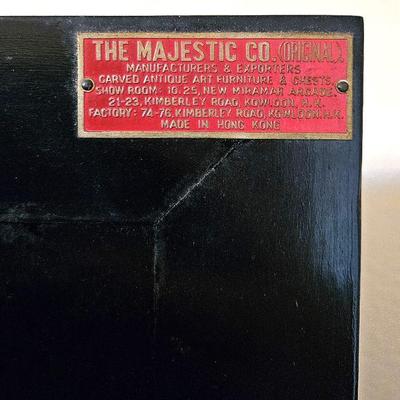 THE MAJESTIC CO. (ORIGINAL).
MANUFACTURERS & EXPORTERS
CARVED ANTIQUE ART FURNITURE & CHESTS.
SHOW ROOM: 10.25, NEW MIRAMAR ARCADE.
21-23, KIMBERLEY ROAD, KOWLOON, H.K.
FACTORY: 74-76, KIMBERLEY ROAD, KOWLOON. H.K.
MADE IN HONG KONG